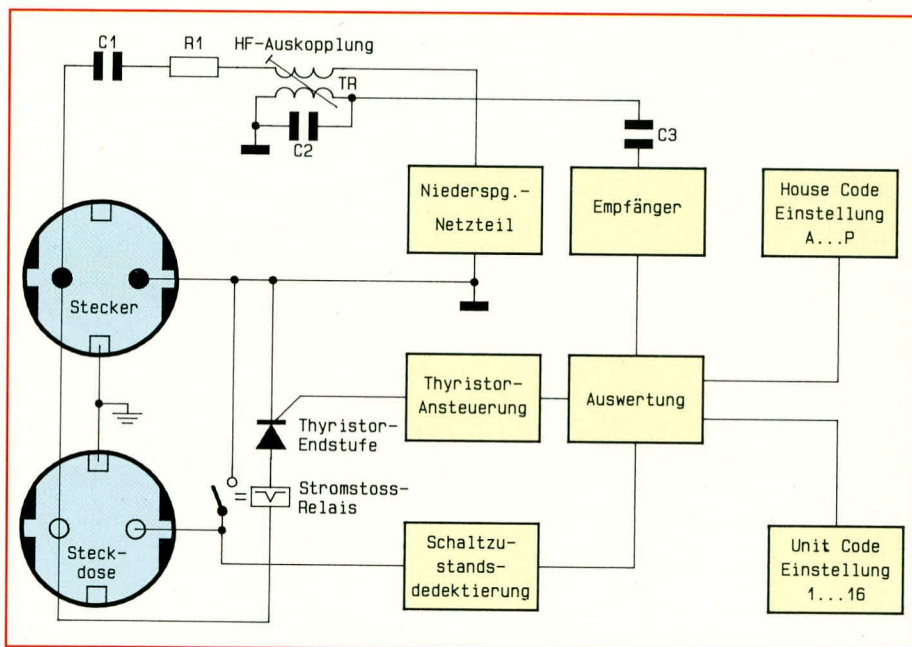 C1
R1
HF-Auskopplung
TR
C2
C3
Niederspg.-
Netzteil
Empfänger
House Code
Einstellung
A...P
Stecker
Thyristor-
Ansteuerung
Auswertung
Thyristor-
Endstufe
=
Stromstoss-
Relais
Steck-
dose
Schaltzu-
stands-
dedektierung
Unit Code
Einstellung
1...16